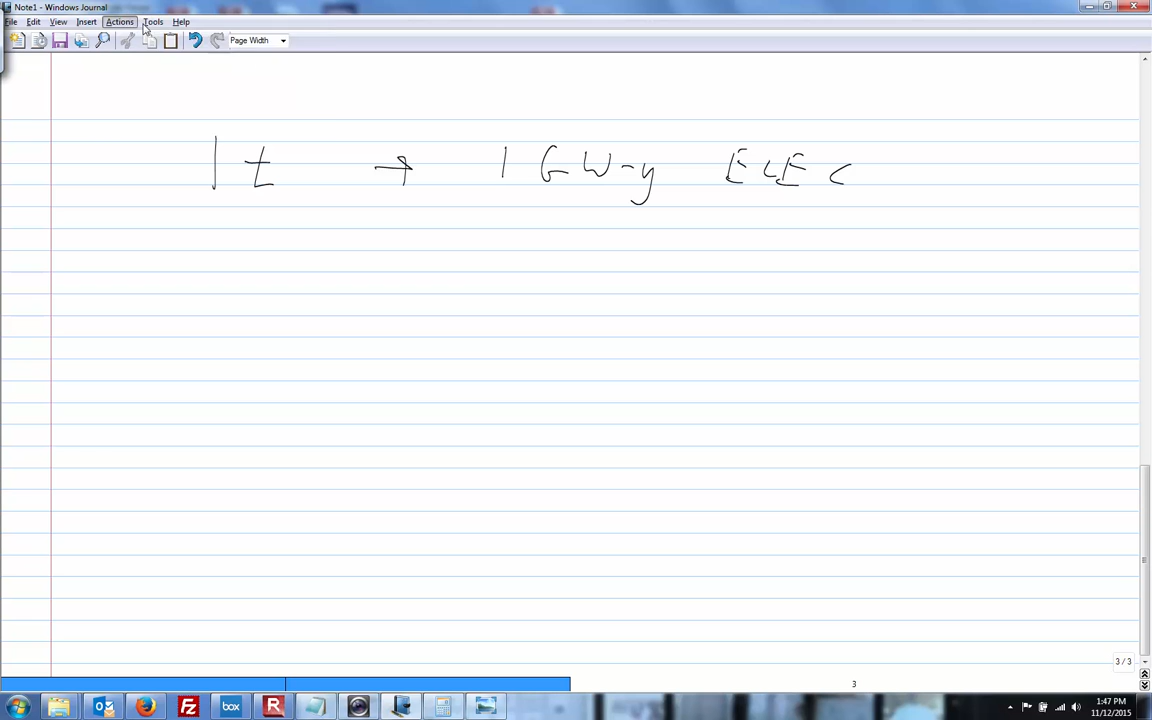 Note1 - Windows Journal
File Edit View Insert Actions Tools Help
Page Width
1 t → 1 GW-y ELEC
3/3
3
box
1:47 PM
11/12/2015